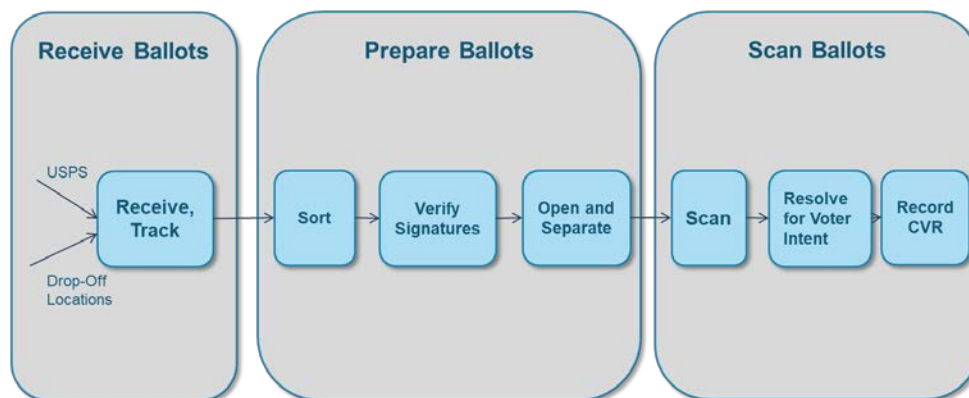 Receive Ballots
USPS
Receive,
Track
Drop-Off
Locations
Prepare Ballots
Sort
Verify
Signatures
Open and
Separate
Scan Ballots
Scan
Resolve
for Voter
Intent
Record
CVR